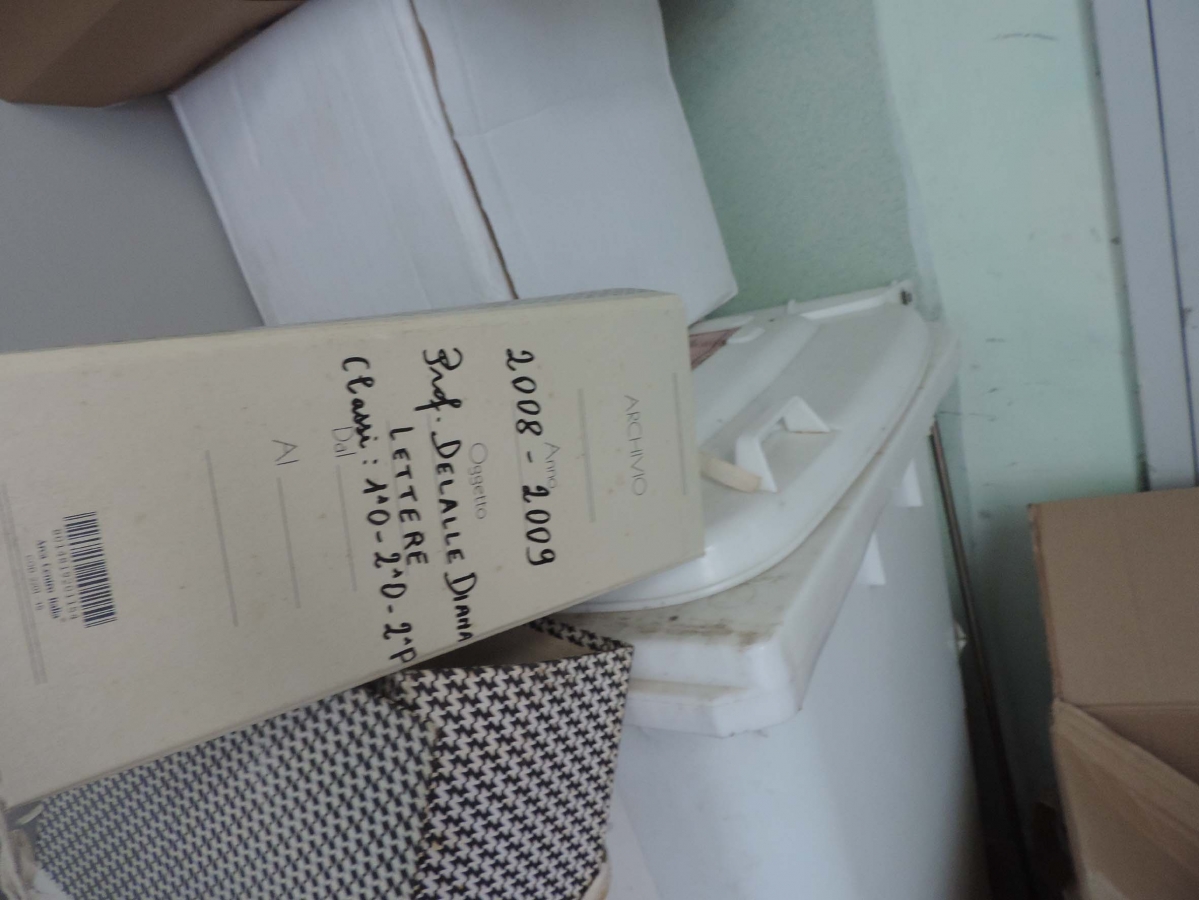 ARCHIVIO
Anno
2008 - 2009
Oggetto
Prof. DELALLE DIANA
LETTERE
Dal
Classi : 1^O - 2^O - 2^P
Al